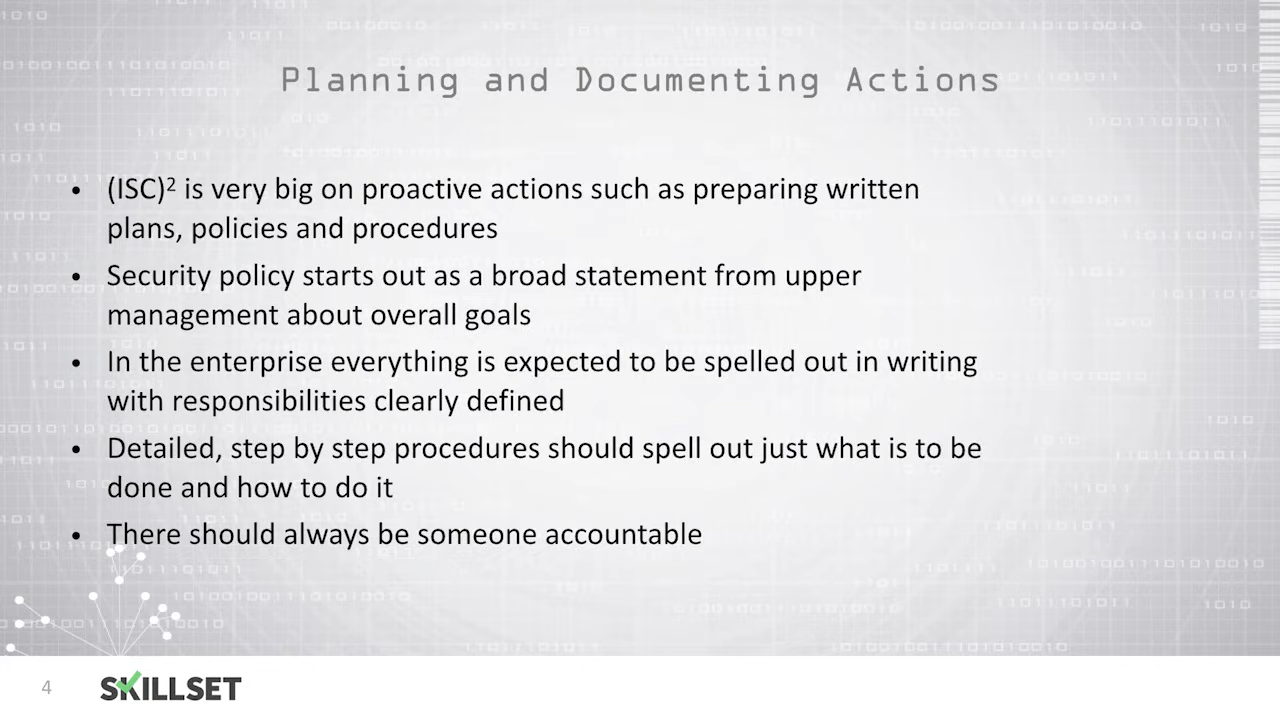 Planning and Documenting Actions
• (ISC)² is very big on proactive actions such as preparing written
plans, policies and procedures
• Security policy starts out as a broad statement from upper
management about overall goals
• In the enterprise everything is expected to be spelled out in writing
with responsibilities clearly defined
• Detailed, step by step procedures should spell out just what is to be
done and how to do it
• There should always be someone accountable
4
SKILLSET